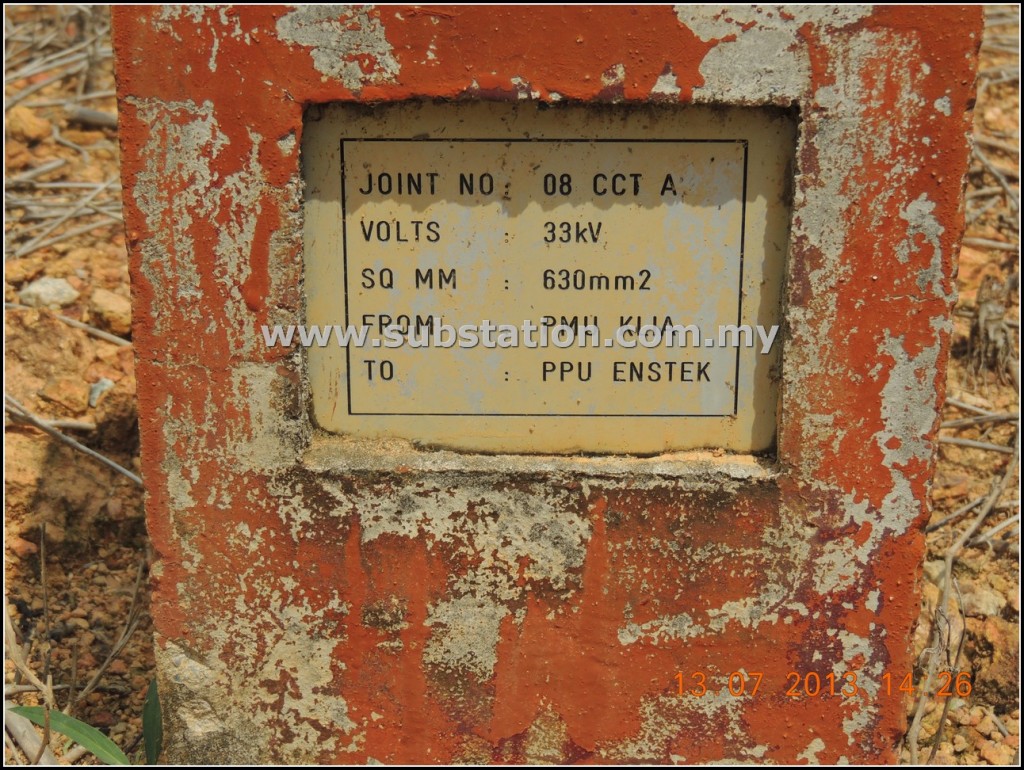 JOINT NO : 08 CCT A
VOLTS : 33kV
SQ MM : 630mm2
FROM : PMU KLIA
www.substation.com.my
TO : PPU ENSTEK
13 07 2013 14 26